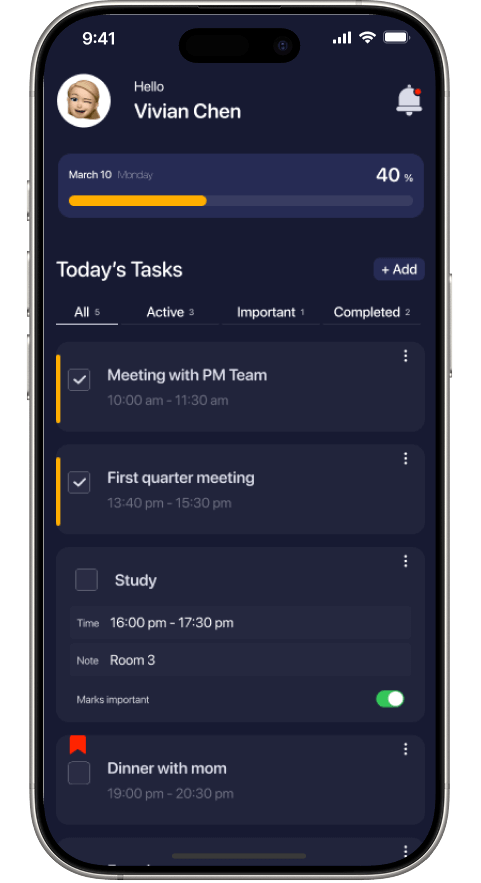 9:41
Hello
Vivian Chen
March 10 Monday
40 %
Today's Tasks
+ Add
All 5 Active 3 Important 1 Completed 2
Meeting with PM Team
10:00 am - 11:30 am
First quarter meeting
13:40 pm - 15:30 pm
Study
Time 16:00 pm - 17:30 pm
Note Room 3
Marks important
Dinner with mom
19:00 pm - 20:30 pm